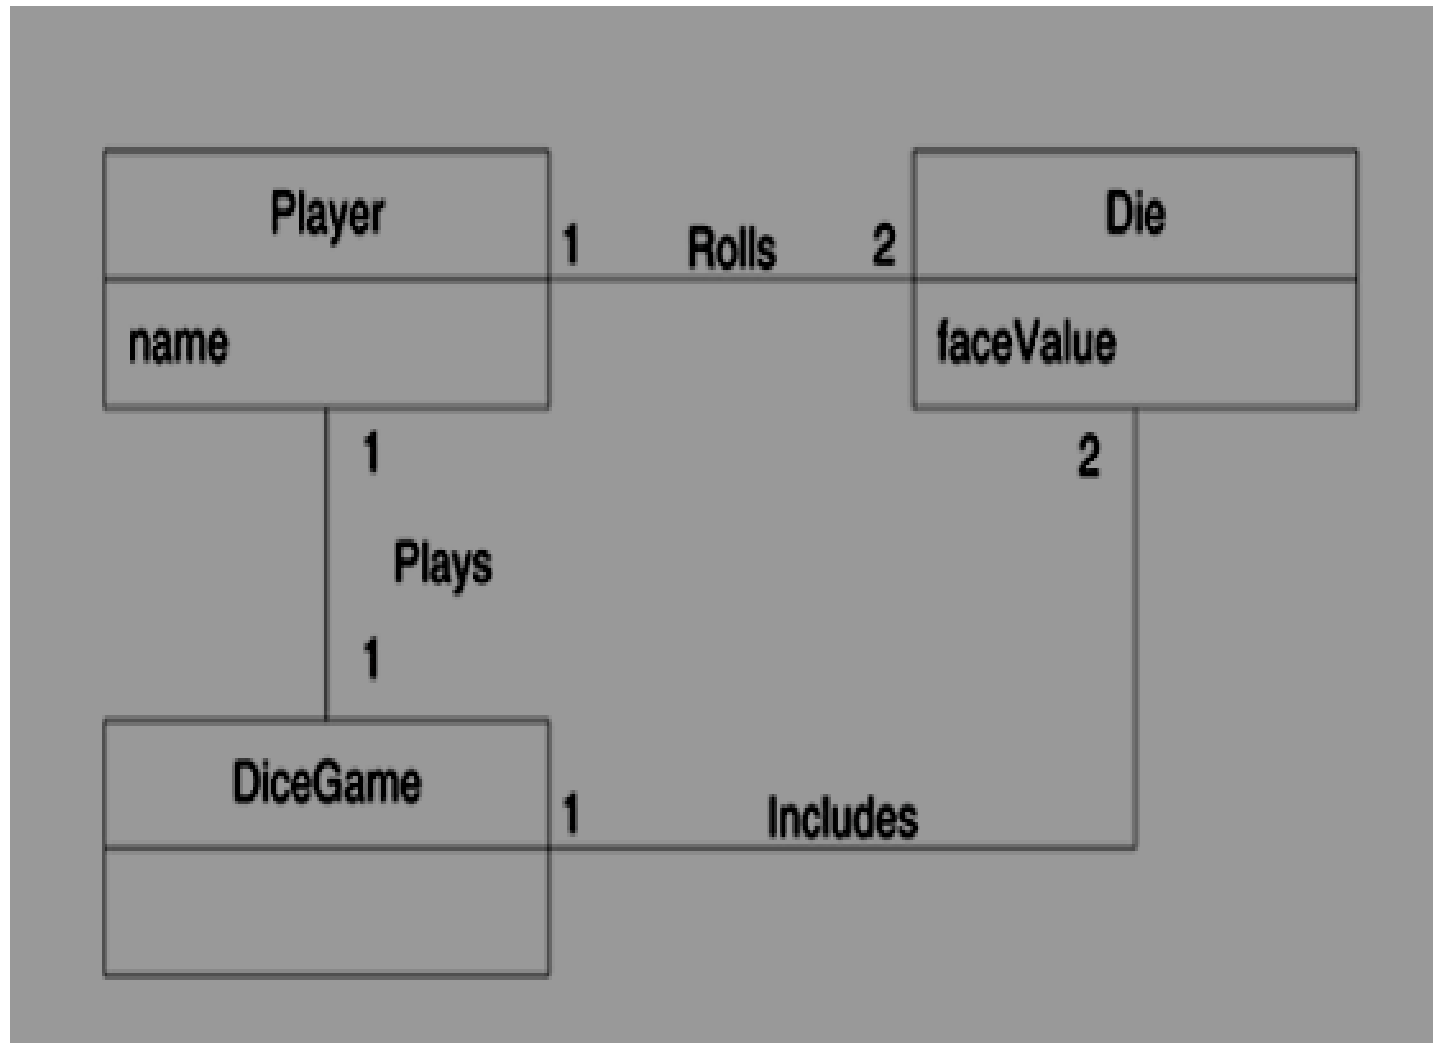 Player
Die
1 Rolls 2
name
faceValue
1
2
Plays
1
DiceGame
1 Includes